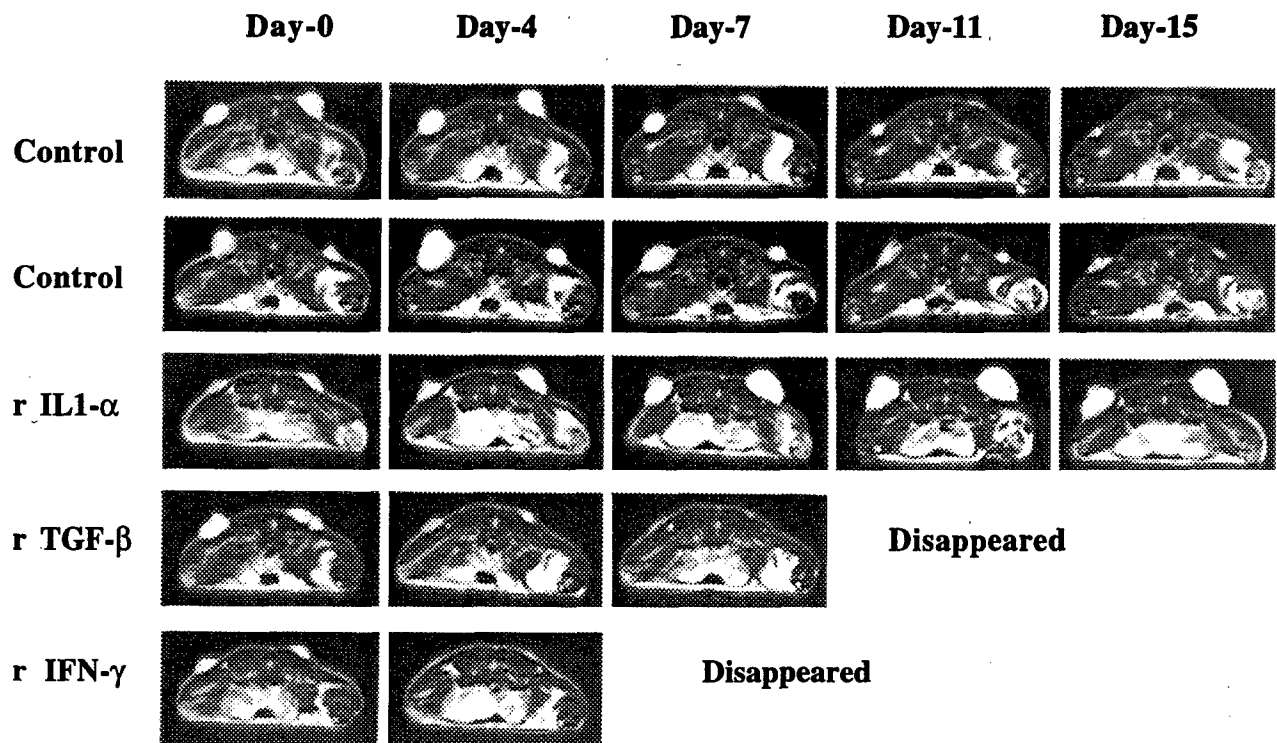 Day-0 Day-4 Day-7 Day-11 Day-15
Control
Control
r IL1-α
r TGF-β Disappeared
r IFN-γ Disappeared